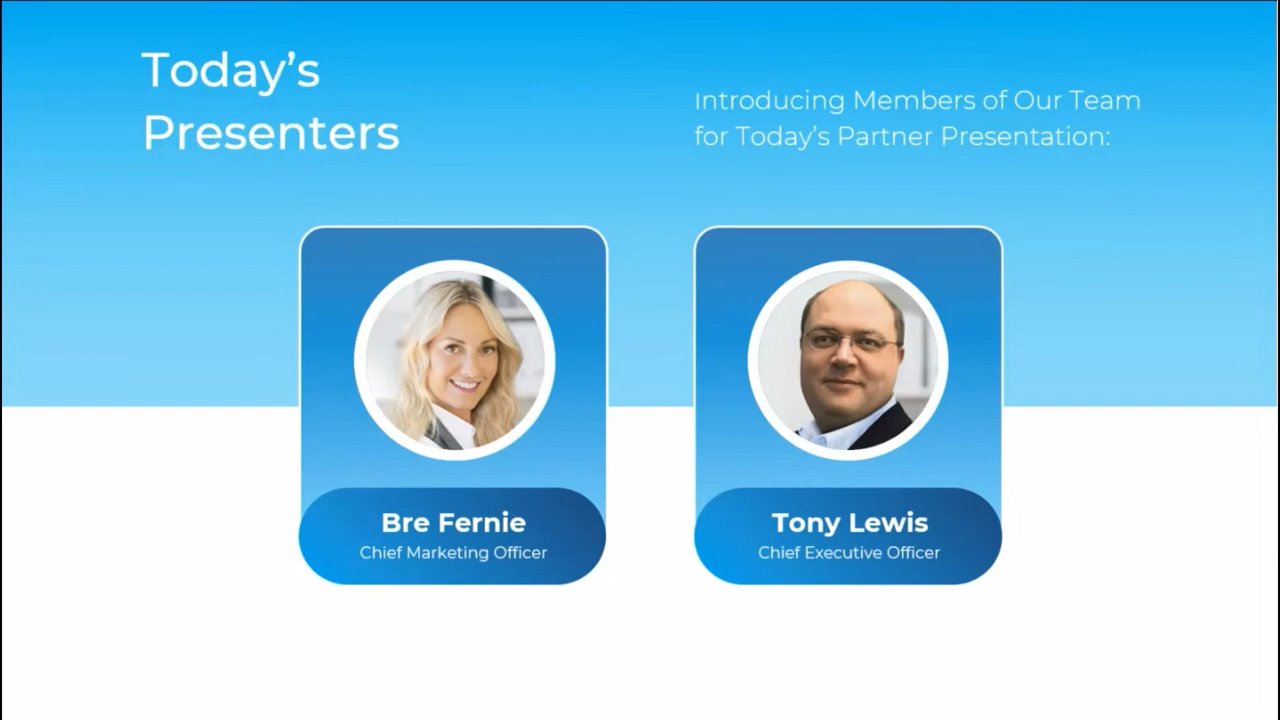 Today’s
Presenters
Introducing Members of Our Team
for Today’s Partner Presentation:
Bre Fernie
Chief Marketing Officer
Tony Lewis
Chief Executive Officer